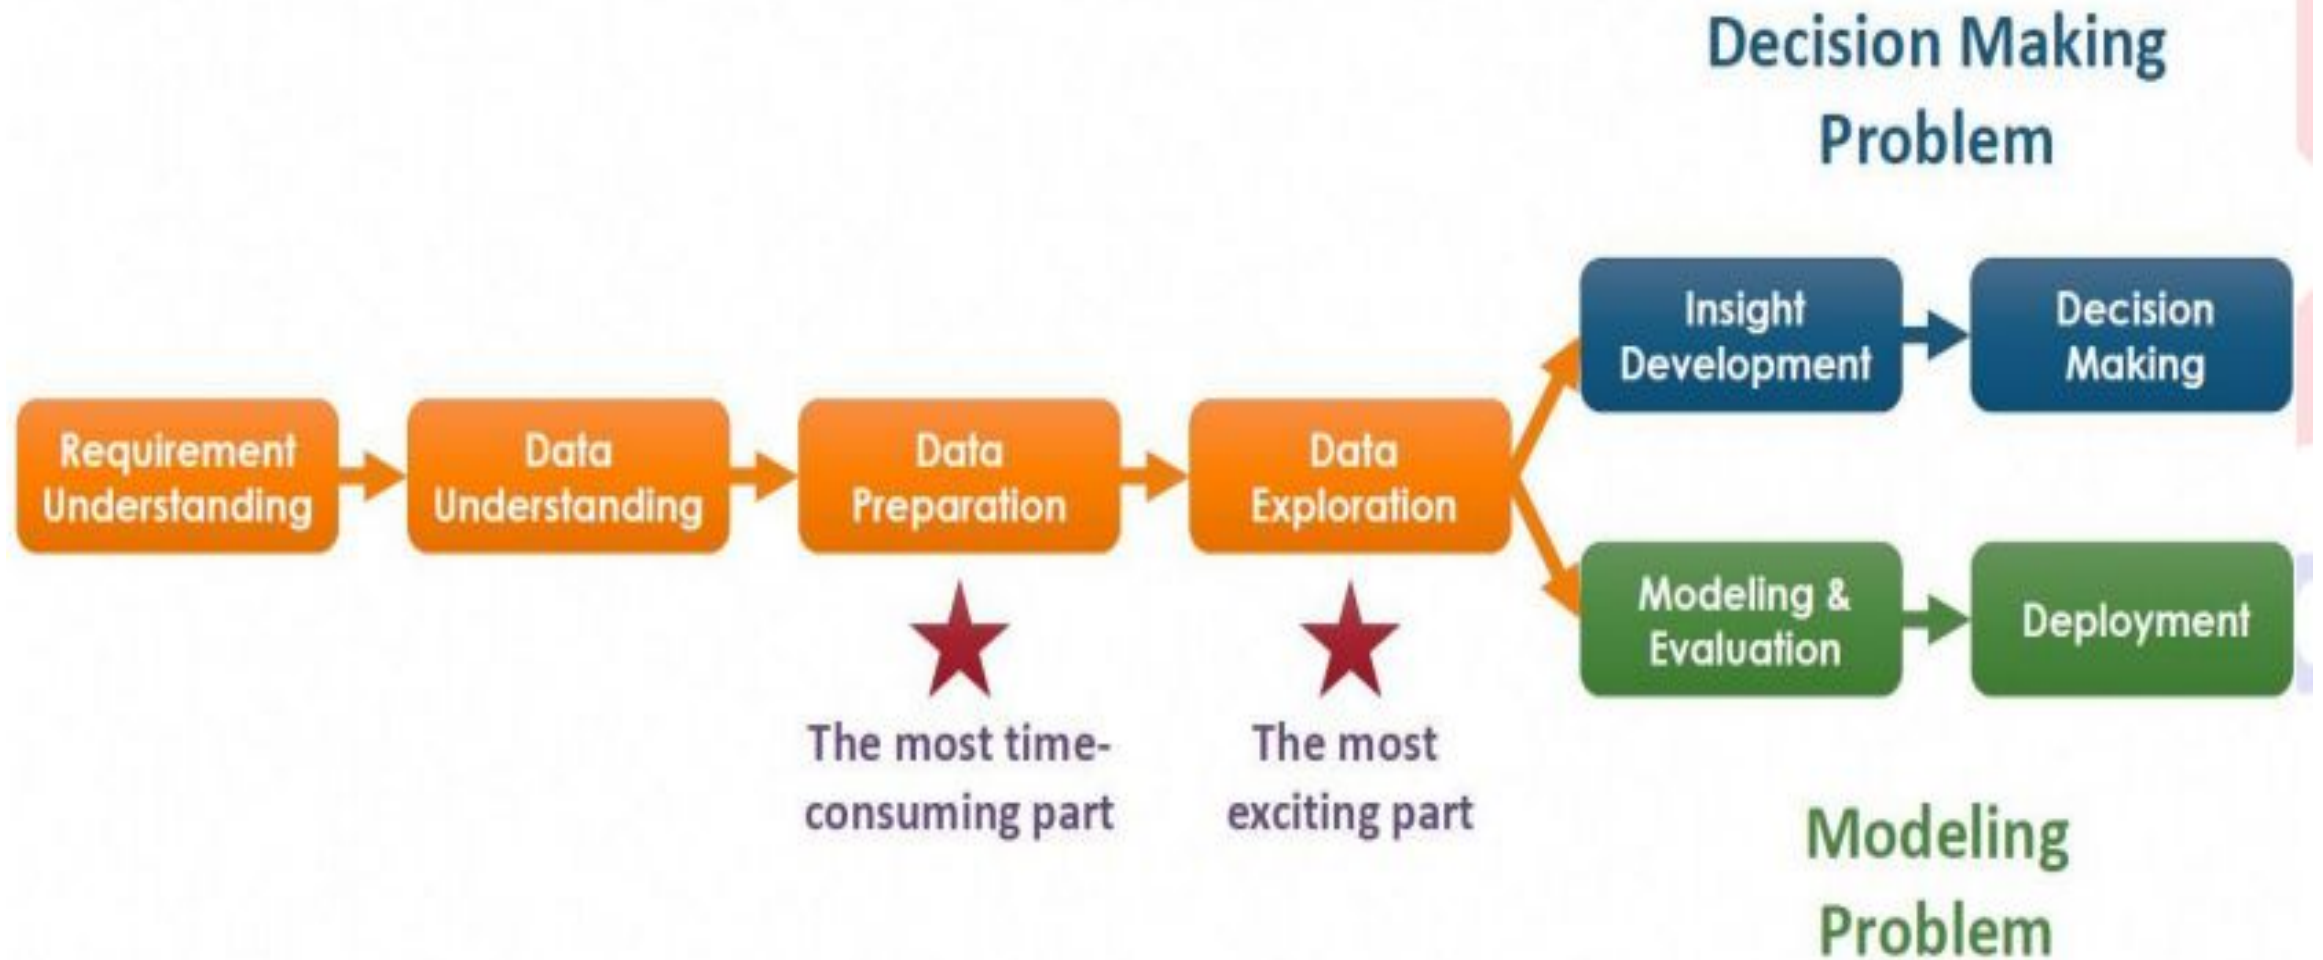 Decision Making
Problem
Insight
Development
Decision
Making
Requirement
Understanding
Data
Understanding
Data
Preparation
Data
Exploration
Modeling &
Evaluation
Deployment
The most time-
consuming part
The most
exciting part
Modeling
Problem